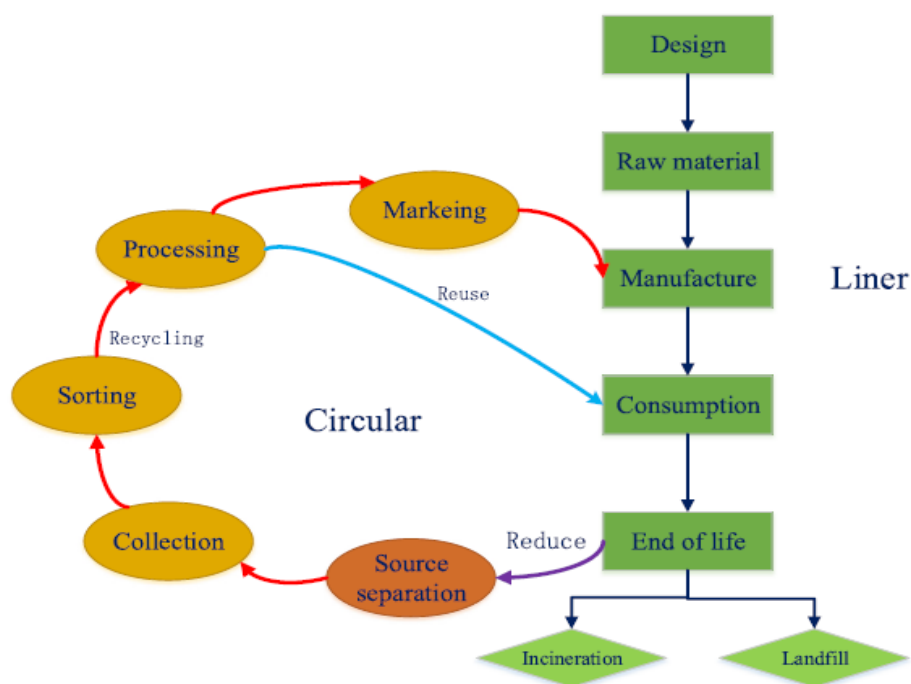 Design
Raw material
Markeing
Processing
Manufacture
Liner
Reuse
Recycling
Sorting
Consumption
Circular
Collection
Reduce
End of life
Source
separation
Incineration
Landfill